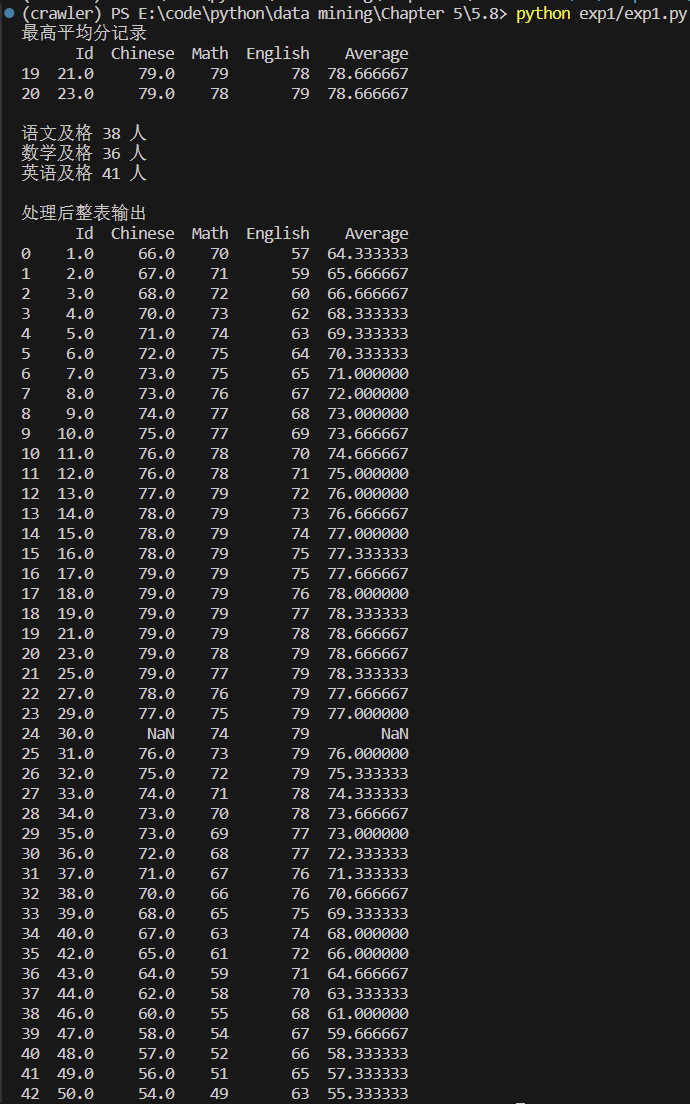 (crawler) PS E:\code\python\data mining\Chapter 5\5.8> python exp1/exp1.py
最高平均分记录
Id Chinese Math English Average
19 21.0 79.0 79 78 78.666667
20 23.0 79.0 78 79 78.666667
语文及格 38 人
数学及格 36 人
英语及格 41 人
处理后整表输出
Id Chinese Math English Average
0 1.0 66.0 70 57 64.333333
1 2.0 67.0 71 59 65.666667
2 3.0 68.0 72 60 66.666667
3 4.0 70.0 73 62 68.333333
4 5.0 71.0 74 63 69.333333
5 6.0 72.0 75 64 70.333333
6 7.0 73.0 75 65 71.000000
7 8.0 73.0 76 67 72.000000
8 9.0 74.0 77 68 73.000000
9 10.0 75.0 77 69 73.666667
10 11.0 76.0 78 70 74.666667
11 12.0 76.0 78 71 75.000000
12 13.0 77.0 79 72 76.000000
13 14.0 78.0 79 73 76.666667
14 15.0 78.0 79 74 77.000000
15 16.0 78.0 79 75 77.333333
16 17.0 79.0 79 75 77.666667
17 18.0 79.0 79 76 78.000000
18 19.0 79.0 79 77 78.333333
19 21.0 79.0 79 78 78.666667
20 23.0 79.0 78 79 78.666667
21 25.0 79.0 77 79 78.333333
22 27.0 78.0 76 79 77.666667
23 29.0 77.0 75 79 77.000000
24 30.0 NaN 74 79 NaN
25 31.0 76.0 73 79 76.000000
26 32.0 75.0 72 79 75.333333
27 33.0 74.0 71 78 74.333333
28 34.0 73.0 70 78 73.666667
29 35.0 73.0 69 77 73.000000
30 36.0 72.0 68 77 72.333333
31 37.0 71.0 67 76 71.333333
32 38.0 70.0 66 76 70.666667
33 39.0 68.0 65 75 69.333333
34 40.0 67.0 63 74 68.000000
35 42.0 65.0 61 72 66.000000
36 43.0 64.0 59 71 64.666667
37 44.0 62.0 58 70 63.333333
38 46.0 60.0 55 68 61.000000
39 47.0 58.0 54 67 59.666667
40 48.0 57.0 52 66 58.333333
41 49.0 56.0 51 65 57.333333
42 50.0 54.0 49 63 55.333333